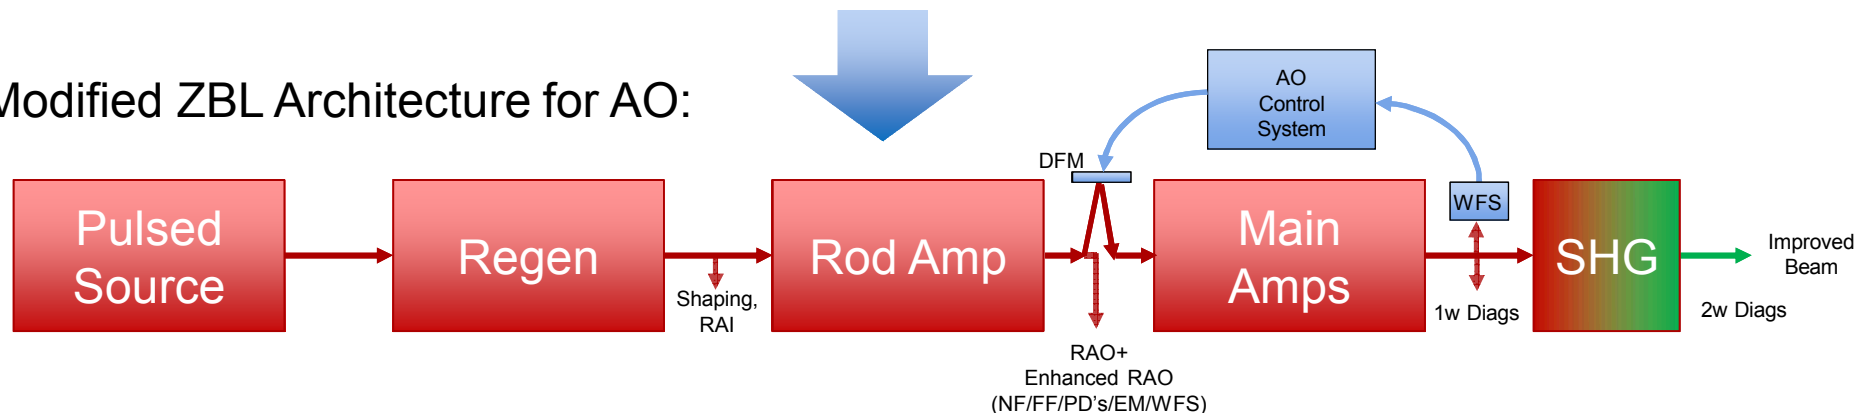 Modified ZBL Architecture for AO:
AO
Control
System
DFM
WFS
Pulsed
Source
Regen
Shaping,
RAI
Rod Amp
RAO+
Enhanced RAO
(NF/FF/PD's/EM/WFS)
Main
Amps
1w Diags
SHG
Improved
Beam
2w Diags